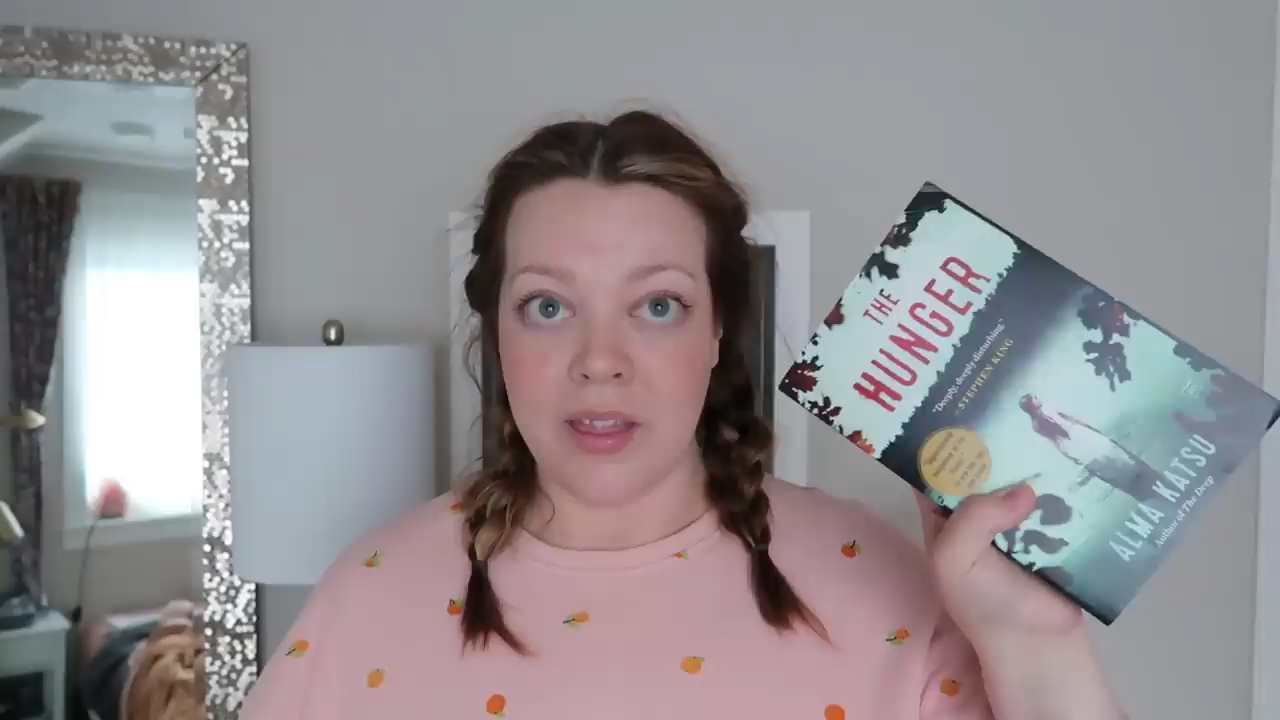 THE
HUNGER
"Deeply, deeply disturbing."
—STEPHEN KING
ALMA KATSU
Author of The Deep